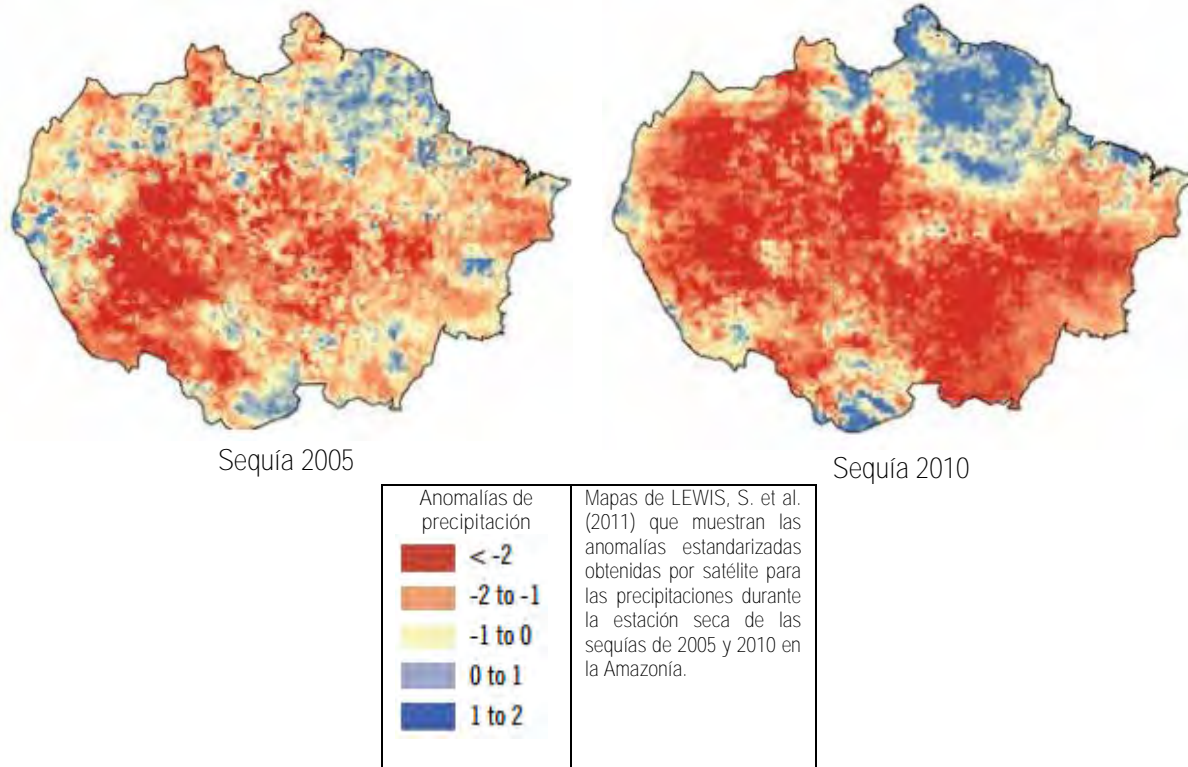 Sequía 2005
Sequía 2010
Anomalías de
precipitación
< -2
-2 to -1
-1 to 0
0 to 1
1 to 2
Mapas de LEWIS, S. et al.
(2011) que muestran las
anomalías estandarizadas
obtenidas por satélite para
las precipitaciones durante
la estación seca de las
sequías de 2005 y 2010 en
la Amazonía.